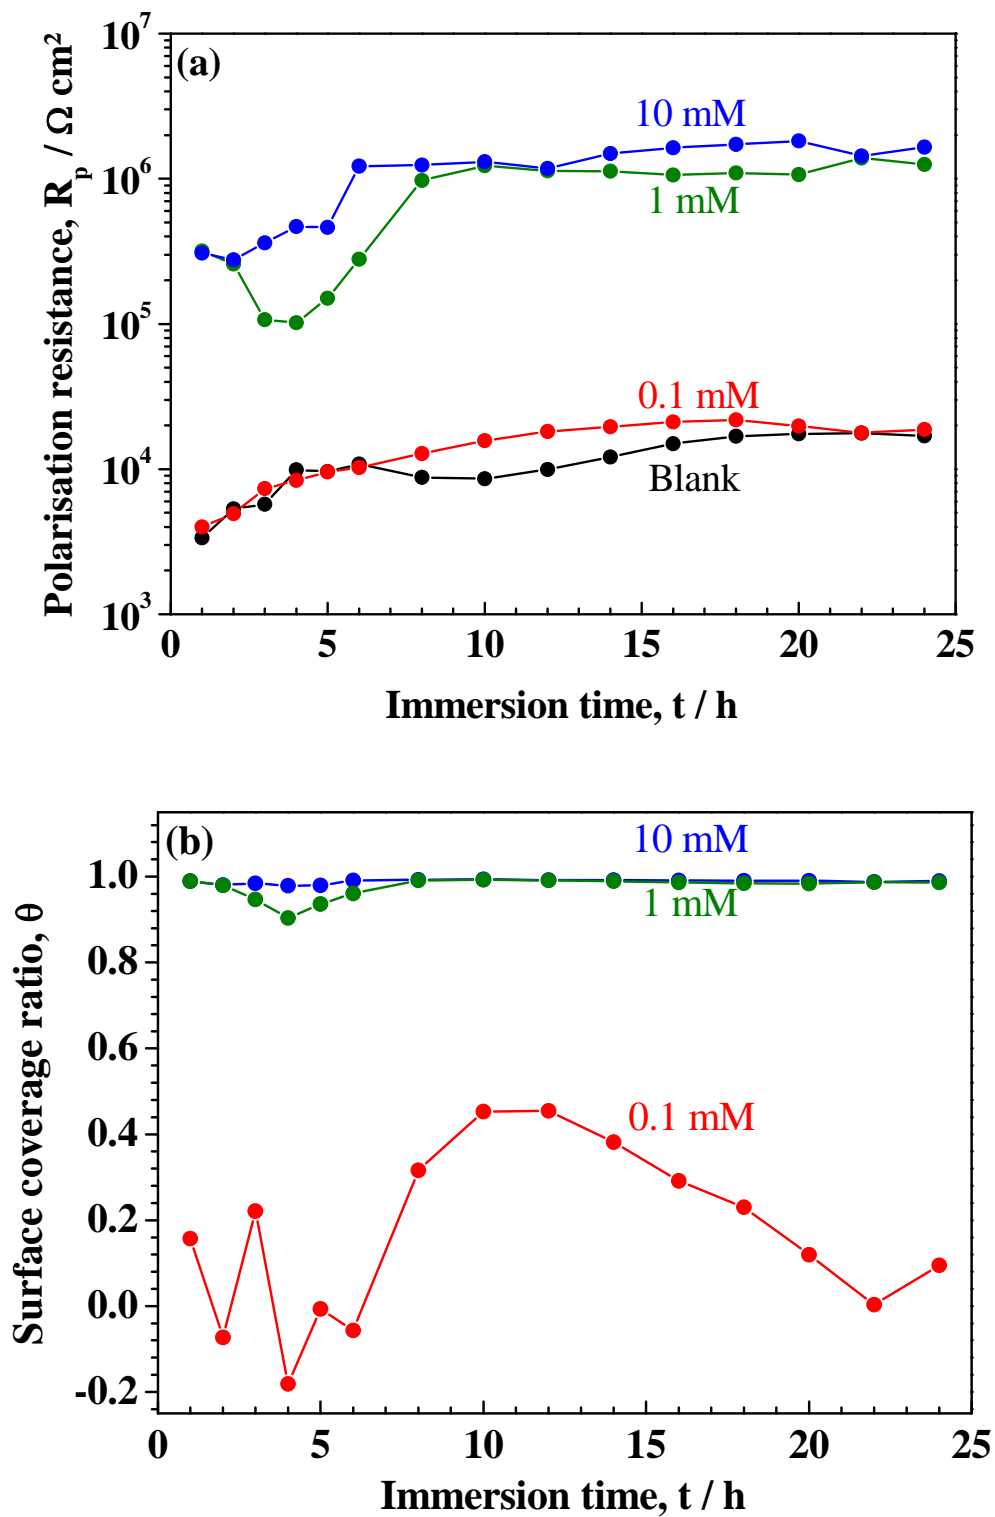 (a)
10⁷
10⁶
10⁵
10⁴
10³
Polarisation resistance, Rₚ / Ω cm²
10 mM
1 mM
0.1 mM
Blank
0 5 10 15 20 25
Immersion time, t / h
(b)
1.0
0.8
0.6
0.4
0.2
0.0
-0.2
Surface coverage ratio, θ
10 mM
1 mM
0.1 mM
0 5 10 15 20 25
Immersion time, t / h